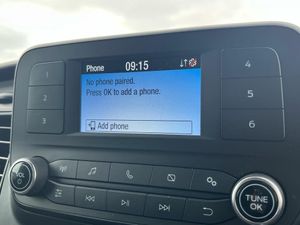 Phone 09:15
No phone paired.
Press OK to add a phone.
Add phone
1
2
3
4
5
6
VOL
TUNE
OK